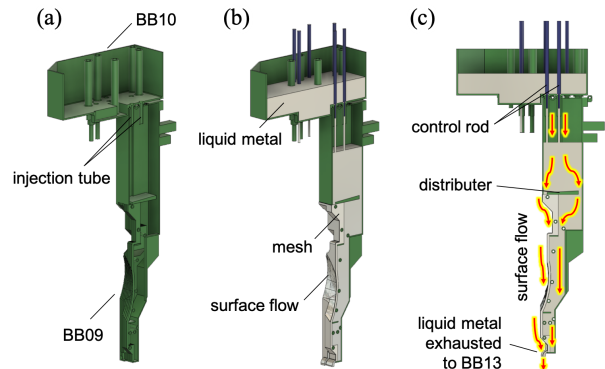 (a)
BB10
injection tube
BB09
(b)
liquid metal
mesh
surface flow
(c)
control rod
distributer
surface flow
liquid metal
exhausted
to BB13